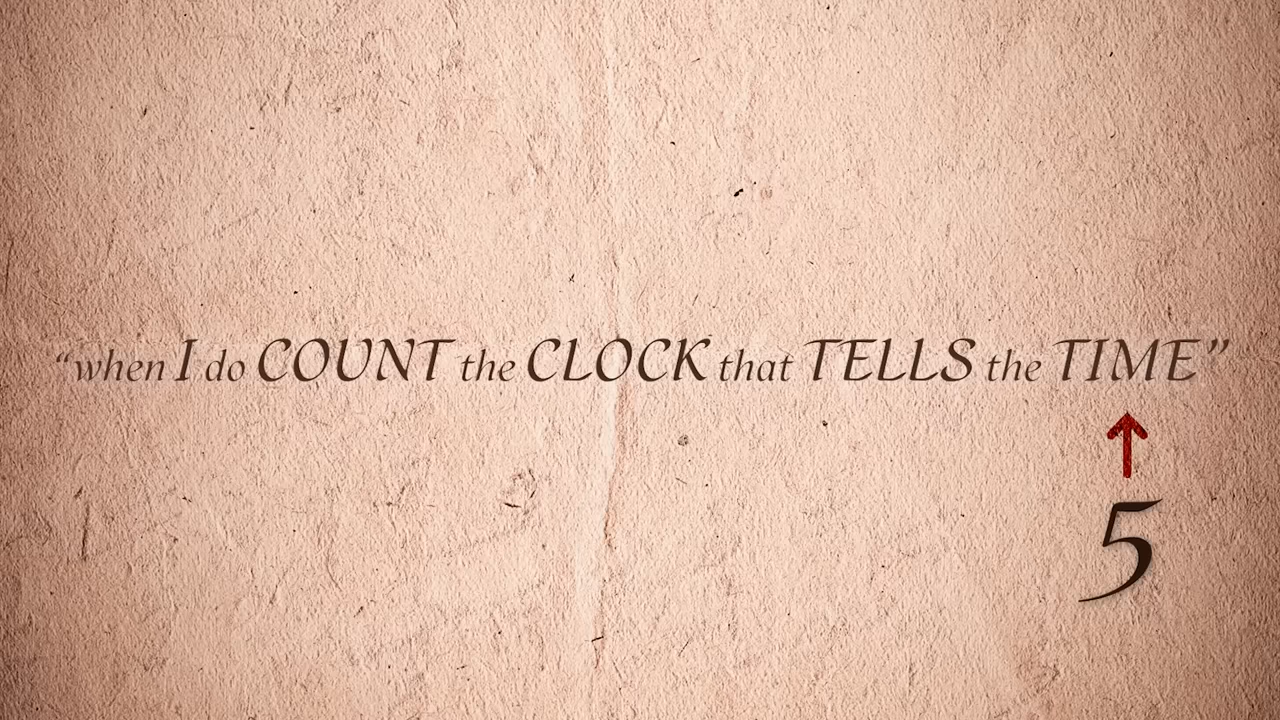 “when I do COUNT the CLOCK that TELLS the TIME”
5